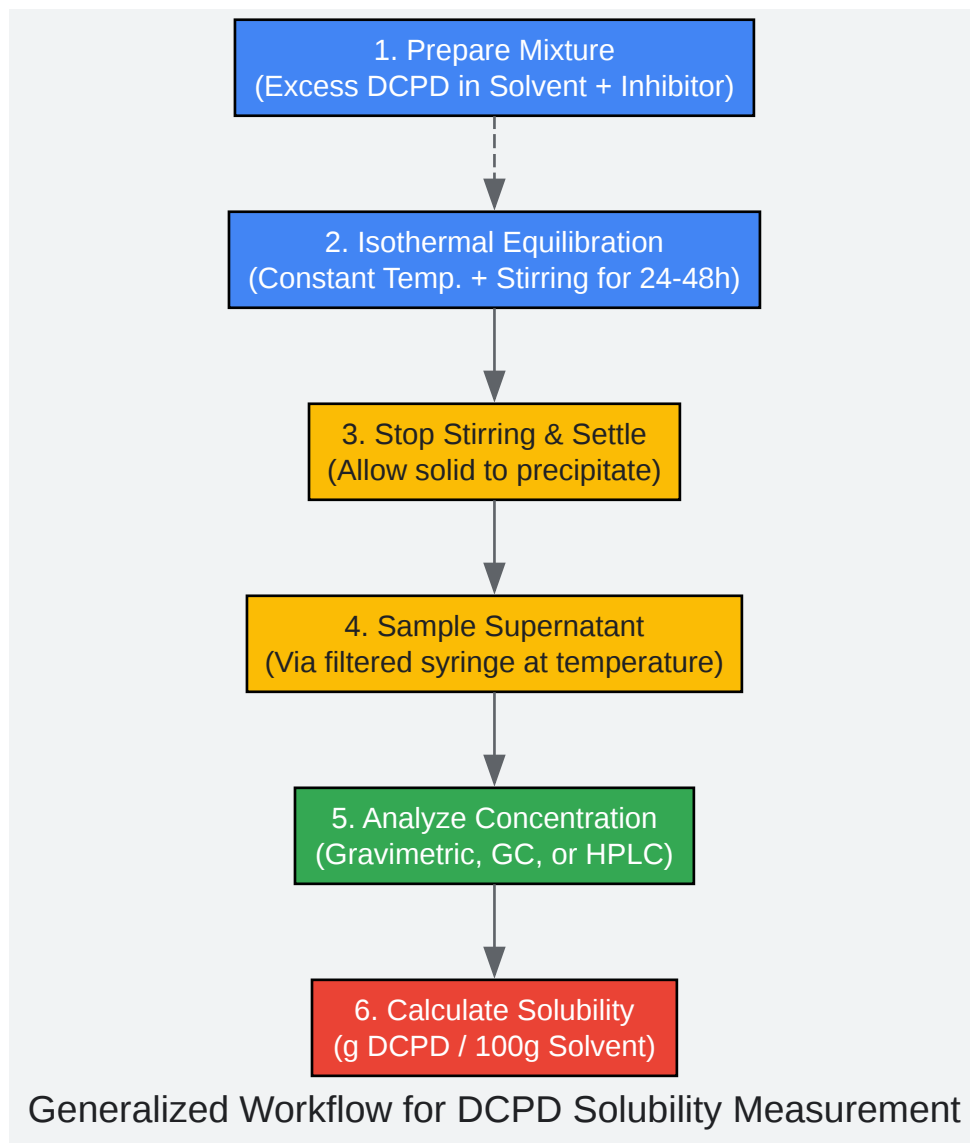 1. Prepare Mixture
(Excess DCPD in Solvent + Inhibitor)
2. Isothermal Equilibration
(Constant Temp. + Stirring for 24-48h)
3. Stop Stirring & Settle
(Allow solid to precipitate)
4. Sample Supernatant
(Via filtered syringe at temperature)
5. Analyze Concentration
(Gravimetric, GC, or HPLC)
6. Calculate Solubility
(g DCPD / 100g Solvent)
Generalized Workflow for DCPD Solubility Measurement